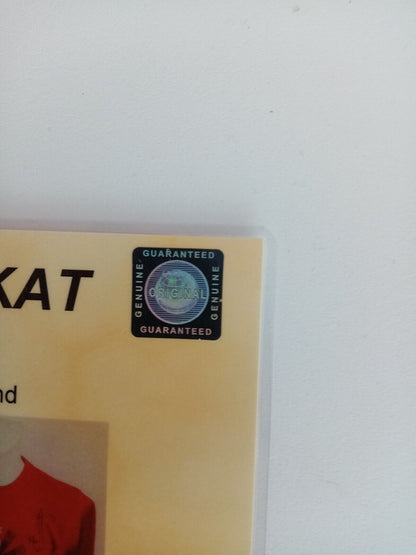 KAT
GUARANTEED
GENUINE
ORIGINAL
GENUINE
GUARANTEED
nd